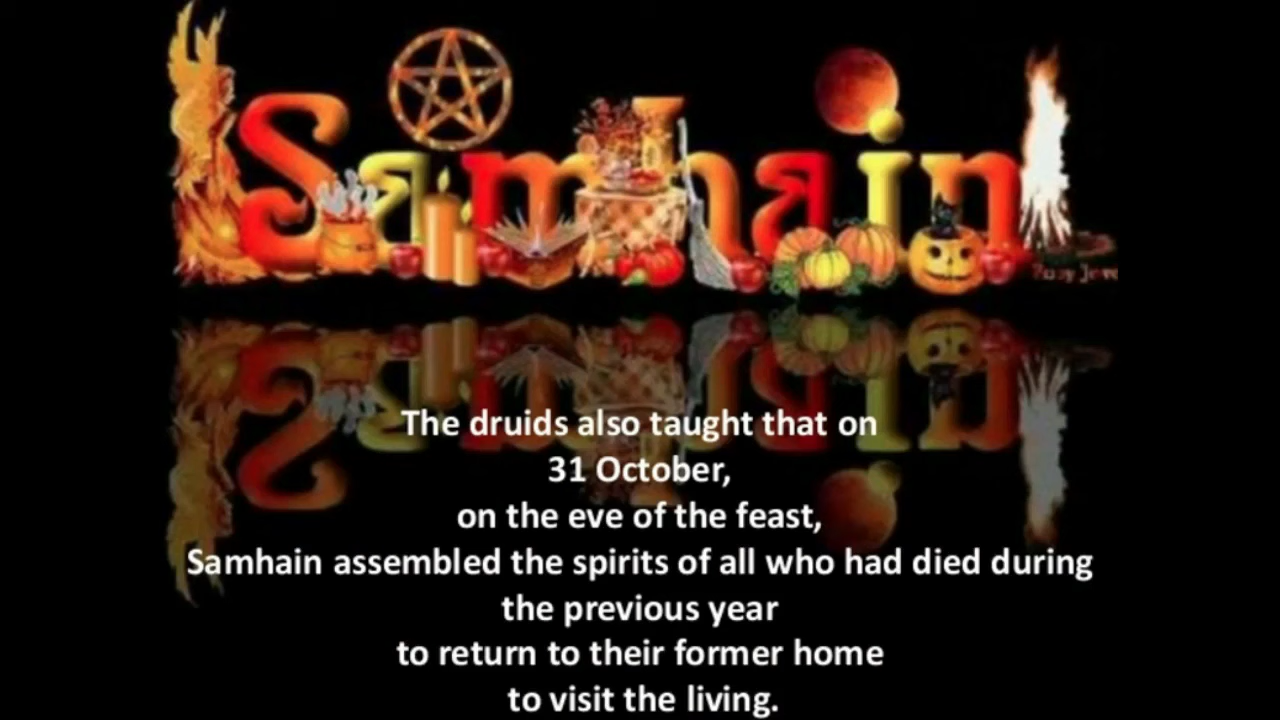 Samhain
The druids also taught that on
31 October,
on the eve of the feast,
Samhain assembled the spirits of all who had died during
the previous year
to return to their former home
to visit the living.